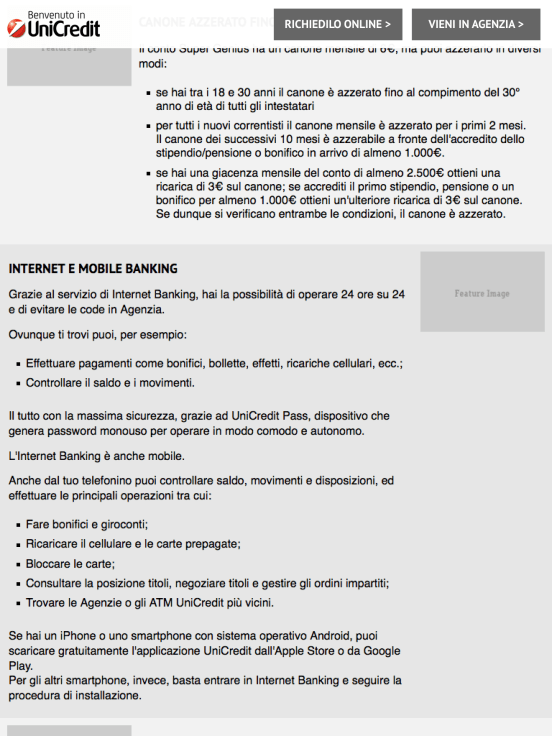 Benvenuto in
UniCredit
RICHIEDILO ONLINE >
VIENI IN AGENZIA >
CANONE AZZERATO FINO
Feature Image
Il conto Super Genius ha un canone mensile di 6€, ma puoi azzerarlo in diversi
modi:
▪ se hai tra i 18 e 30 anni il canone è azzerato fino al compimento del 30°
anno di età di tutti gli intestatari
▪ per tutti i nuovi correntisti il canone mensile è azzerato per i primi 2 mesi.
Il canone dei successivi 10 mesi è azzerabile a fronte dell'accredito dello
stipendio/pensione o bonifico in arrivo di almeno 1.000€.
▪ se hai una giacenza mensile del conto di almeno 2.500€ ottieni una
ricarica di 3€ sul canone; se accrediti il primo stipendio, pensione o un
bonifico per almeno 1.000€ ottieni un'ulteriore ricarica di 3€ sul canone.
Se dunque si verificano entrambe le condizioni, il canone è azzerato.
INTERNET E MOBILE BANKING
Grazie al servizio di Internet Banking, hai la possibilità di operare 24 ore su 24
e di evitare le code in Agenzia.
Feature Image
Ovunque ti trovi puoi, per esempio:
▪ Effettuare pagamenti come bonifici, bollette, effetti, ricariche cellulari, ecc.;
▪ Controllare il saldo e i movimenti.
Il tutto con la massima sicurezza, grazie ad UniCredit Pass, dispositivo che
genera password monouso per operare in modo comodo e autonomo.
L'Internet Banking è anche mobile.
Anche dal tuo telefonino puoi controllare saldo, movimenti e disposizioni, ed
effettuare le principali operazioni tra cui:
▪ Fare bonifici e giroconti;
▪ Ricaricare il cellulare e le carte prepagate;
▪ Bloccare le carte;
▪ Consultare la posizione titoli, negoziare titoli e gestire gli ordini impartiti;
▪ Trovare le Agenzie o gli ATM UniCredit più vicini.
Se hai un iPhone o uno smartphone con sistema operativo Android, puoi
scaricare gratuitamente l'applicazione UniCredit dall'Apple Store o da Google
Play.
Per gli altri smartphone, invece, basta entrare in Internet Banking e seguire la
procedura di installazione.